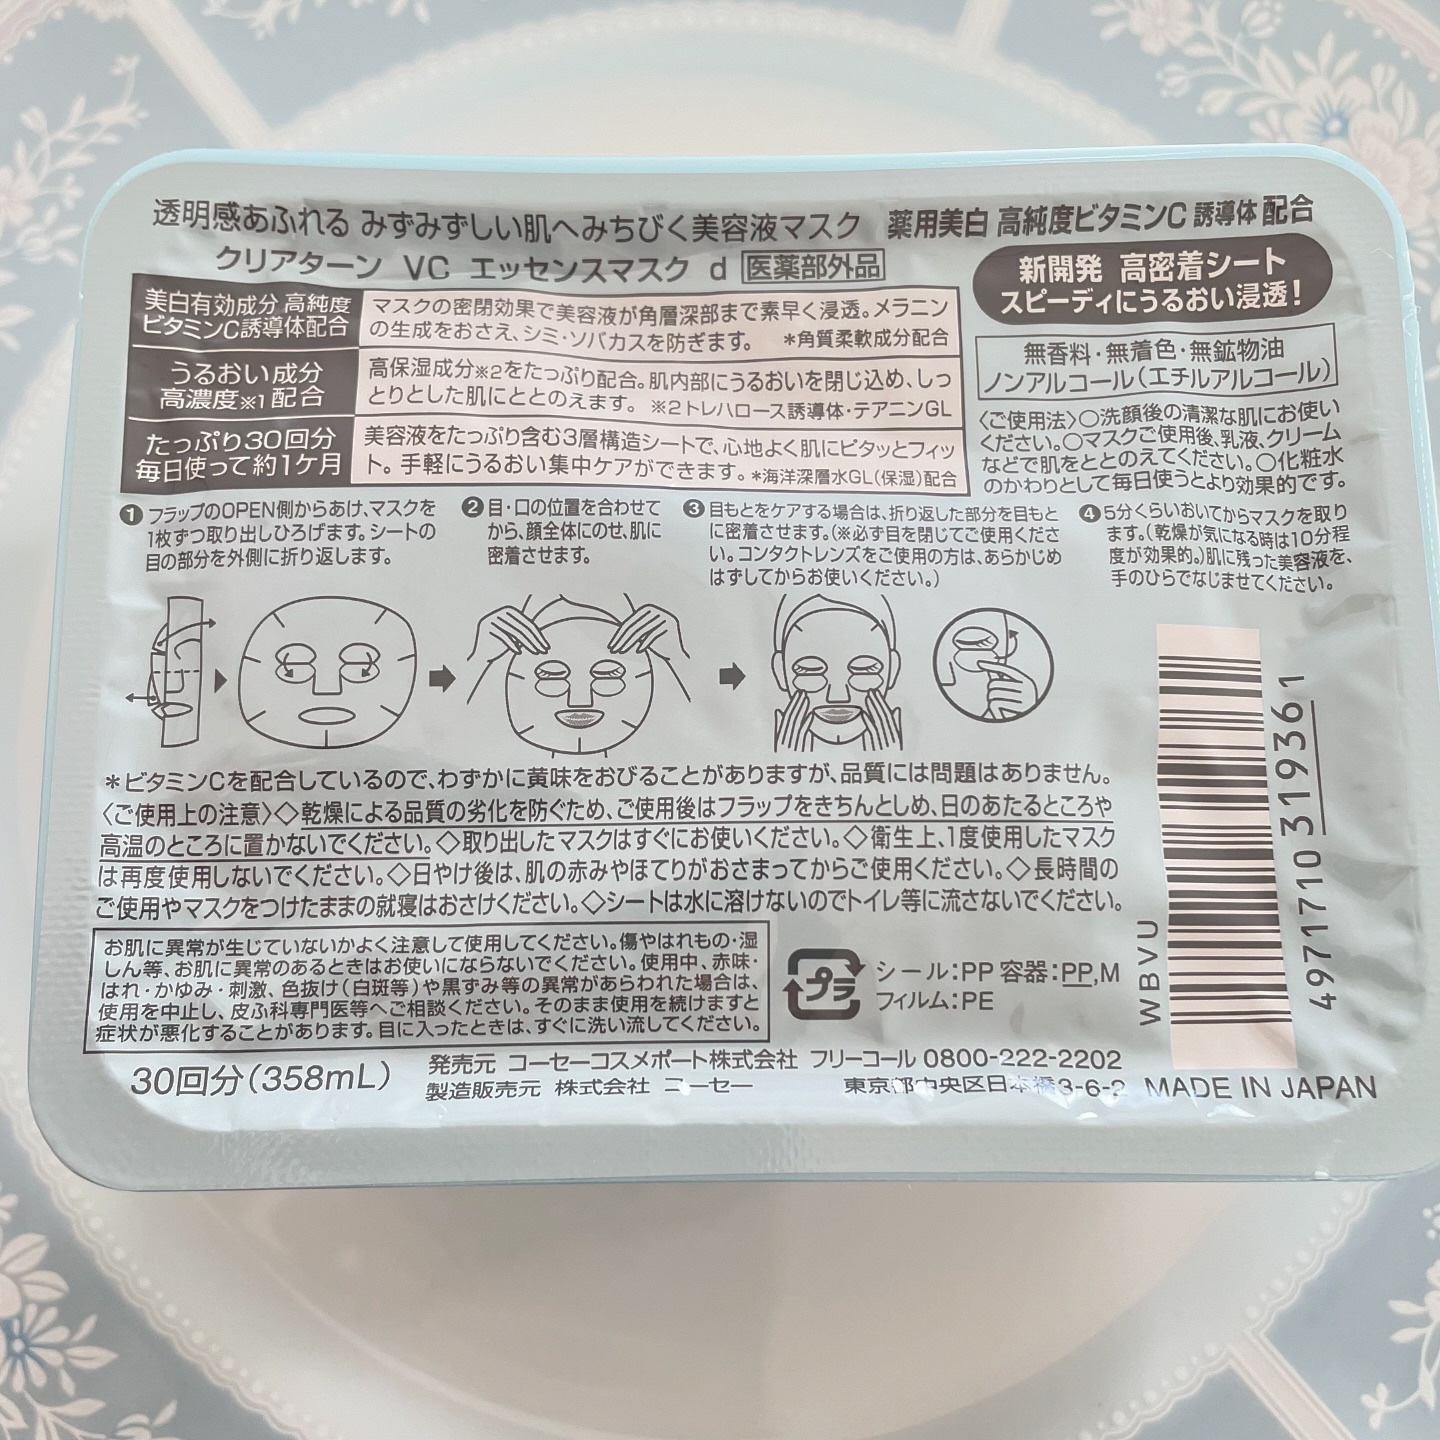 透明感あふれる みずみずしい肌へみちびく美容液マスク 薬用美白 高純度ビタミンC 誘導体 配合
クリアターン VC エッセンスマスク d 医薬部外品
新開発 高密着シート
スピーディにうるおい浸透!
美白有効成分 高純度
ビタミンC誘導体配合
マスクの密閉効果で美容液が角層深部まで素早く浸透。メラニン
の生成をおさえ、シミ・ソバカスを防ぎます。 *角質柔軟成分配合
うるおい成分
高濃度※1配合
高保湿成分※2をたっぷり配合。肌内部にうるおいを閉じ込め、しっ
とりとした肌にととのえます。 ※2トレハロース誘導体・テアニンGL
たっぷり30回分
毎日使って約1ケ月
美容液をたっぷり含む3層構造シートで、心地よく肌にピタッとフィッ
ト。手軽にうるおい集中ケアができます。*海洋深層水GL(保湿)配合
無香料・無着色・無鉱物油
ノンアルコール(エチルアルコール)
〈ご使用法〉○洗顔後の清潔な肌にお使い
ください。○マスクご使用後、乳液、クリーム
などで肌をととのえてください。○化粧水
のかわりとして毎日使うとより効果的です。
❶フラップのOPEN側からあけ、マスクを
1枚ずつ取り出しひろげます。シートの
目の部分を外側に折り返します。
❷目・口の位置を合わせて
から、顔全体にのせ、肌に
密着させます。
❸目もとをケアする場合は、折り返した部分を目もと
に密着させます。(※必ず目を閉じてご使用くださ
い。コンタクトレンズをご使用の方は、あらかじめ
はずしてからお使いください。)
❹5分くらいおいてからマスクを取り
ます。(乾燥が気になる時は10分程
度が効果的。)肌に残った美容液を、
手のひらでなじませてください。
*ビタミンCを配合しているので、わずかに黄味をおびることがありますが、品質には問題はありません。
〈ご使用上の注意〉◇乾燥による品質の劣化を防ぐため、ご使用後はフラップをきちんとしめ、日のあたるところや
高温のところに置かないでください。◇取り出したマスクはすぐにお使いください。◇衛生上、1度使用したマスク
は再度使用しないでください。◇日やけ後は、肌の赤みやほてりがおさまってからご使用ください。◇長時間の
ご使用やマスクをつけたままの就寝はおさけください。◇シートは水に溶けないのでトイレ等に流さないでください。
お肌に異常が生じていないかよく注意して使用してください。傷やはれもの・湿
しん等、お肌に異常のあるときはお使いにならないでください。使用中、赤味・
はれ・かゆみ・刺激、色抜け(白斑等)や黒ずみ等の異常があらわれた場合は、
使用を中止し、皮ふ科専門医等へご相談ください。そのまま使用を続けますと
症状が悪化することがあります。目に入ったときは、すぐに洗い流してください。
プラ
シール:PP 容器:PP,M
フィルム:PE
WBVU
4971710319361
30回分(358mL)
発売元 コーセーコスメポート株式会社 フリーコール 0800-222-2202
製造販売元 株式会社 コーセー 東京都中央区日本橋3-6-2 MADE IN JAPAN